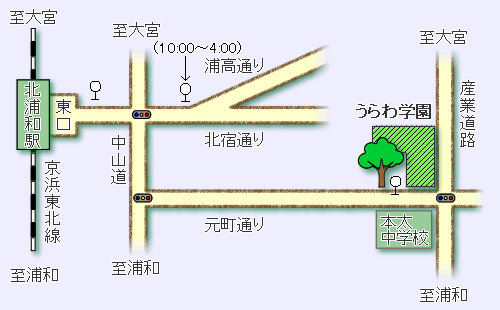 至大宮
至大宮
至大宮
(10:00～4:00)
浦高通り
北浦和駅
東口
北宿通り
うらわ学園
産業道路
中山道
京浜東北線
元町通り
本太
中学校
至浦和
至浦和
至浦和